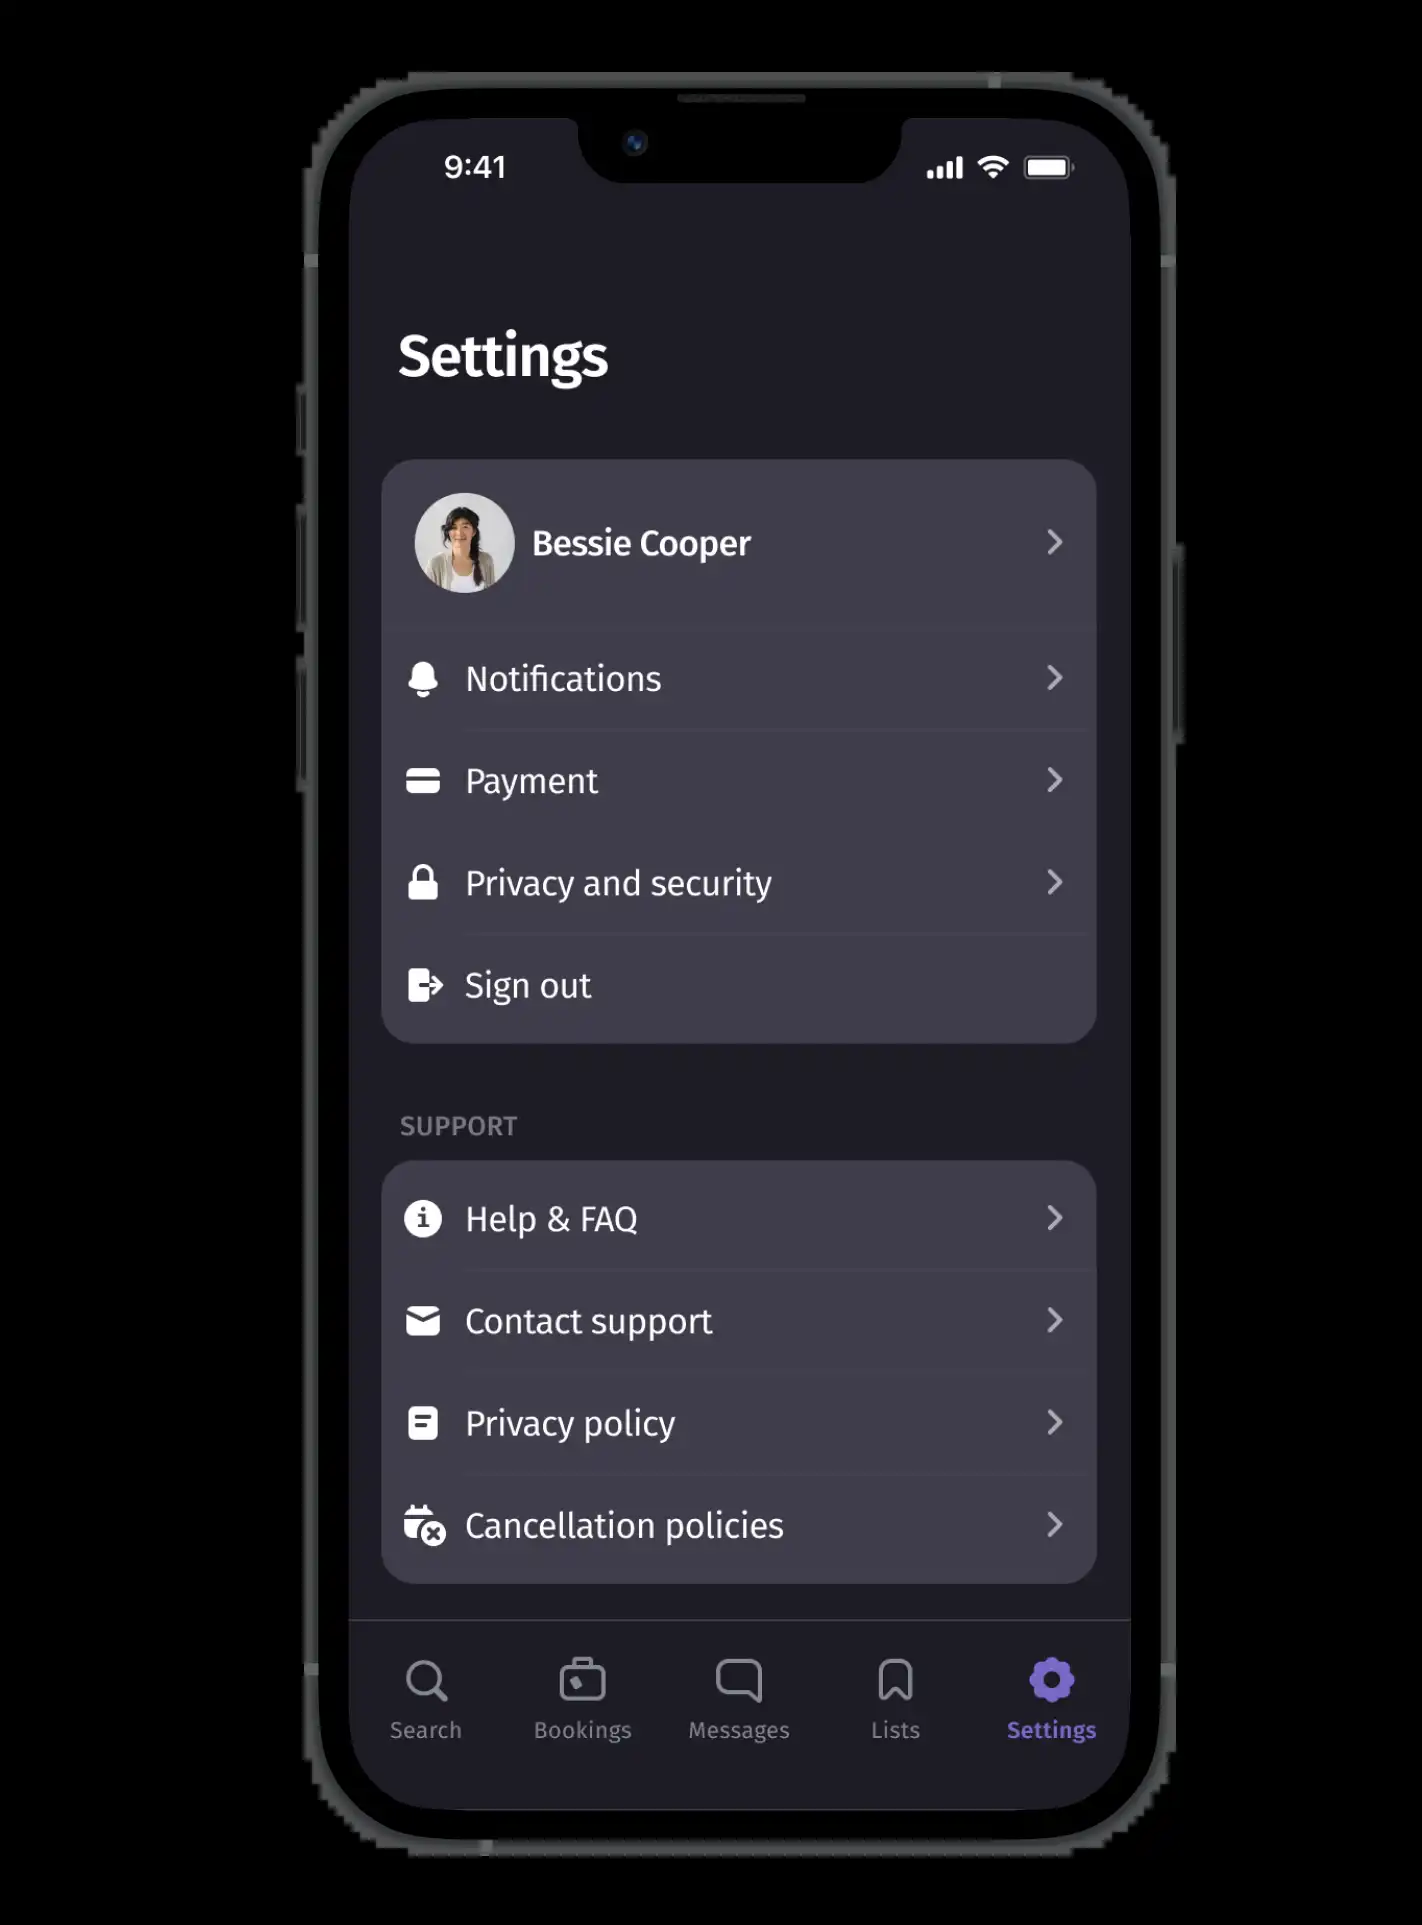 9:41
Settings
Bessie Cooper
Notifications
Payment
Privacy and security
Sign out
SUPPORT
Help & FAQ
Contact support
Privacy policy
Cancellation policies
Search
Bookings
Messages
Lists
Settings